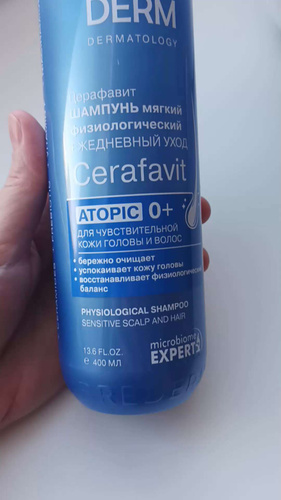 DERM
DERMATOLOGY
Церафавит
ШАМПУНЬ мягкий
физиологический
ЕЖЕДНЕВНЫЙ УХОД
Cerafavit
ATOPIC 0+
ДЛЯ ЧУВСТВИТЕЛЬНОЙ
КОЖИ ГОЛОВЫ И ВОЛОС
• бережно очищает
• успокаивает кожу головы
• восстанавливает физиологический
баланс
PHYSIOLOGICAL SHAMPOO
SENSITIVE SCALP AND HAIR
13.6 FL.OZ.
℮ 400 МЛ
microbiome
EXPERT